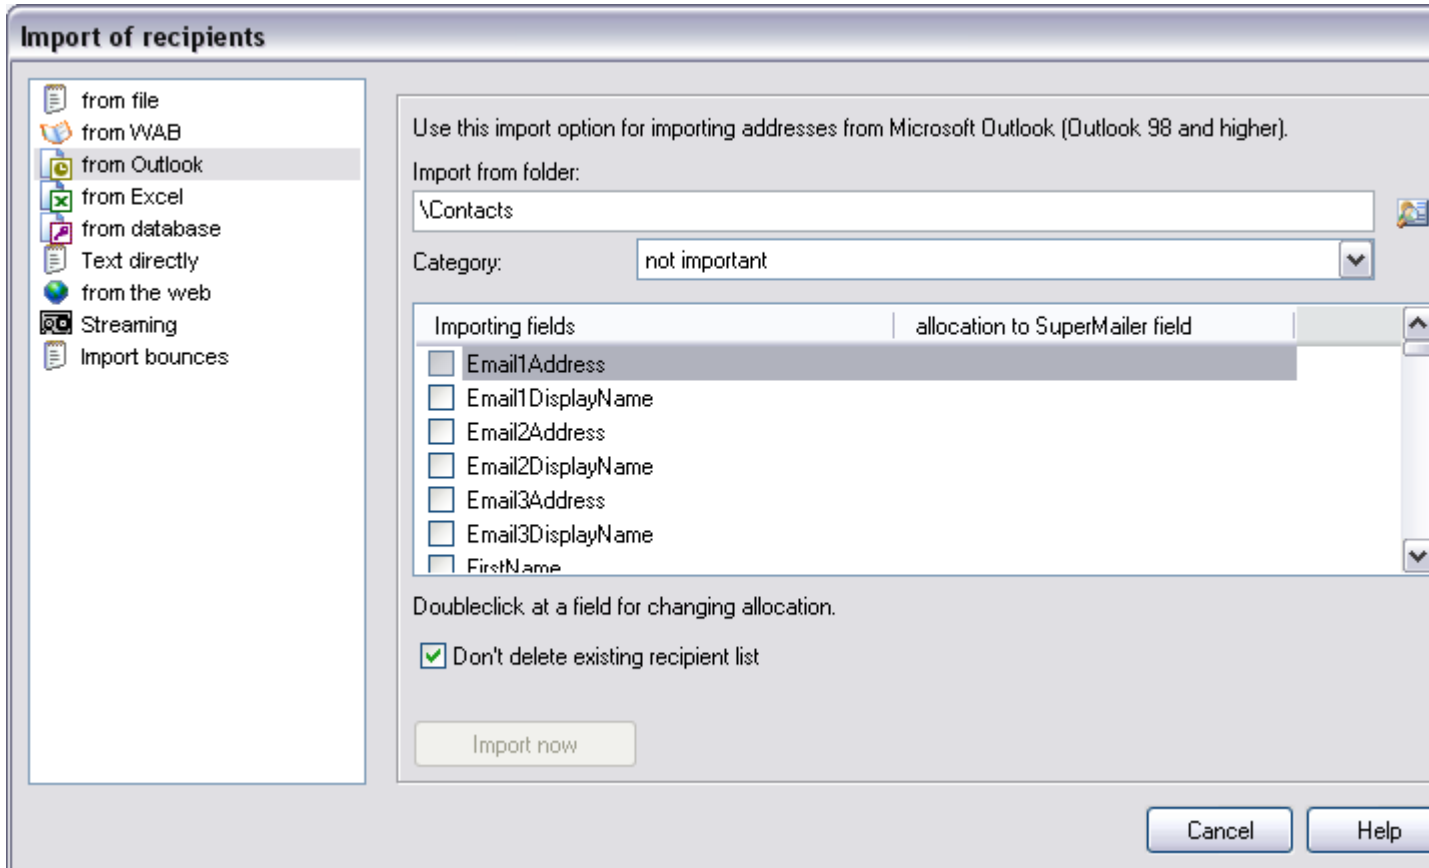 Import of recipients
from file
from WAB
from Outlook
from Excel
from database
Text directly
from the web
Streaming
Import bounces
Use this import option for importing addresses from Microsoft Outlook (Outlook 98 and higher).
Import from folder:
\Contacts
Category: not important
Importing fields allocation to SuperMailer field
Email1Address
Email1DisplayName
Email2Address
Email2DisplayName
Email3Address
Email3DisplayName
FirstName
Doubleclick at a field for changing allocation.
Don't delete existing recipient list
Import now
Cancel Help